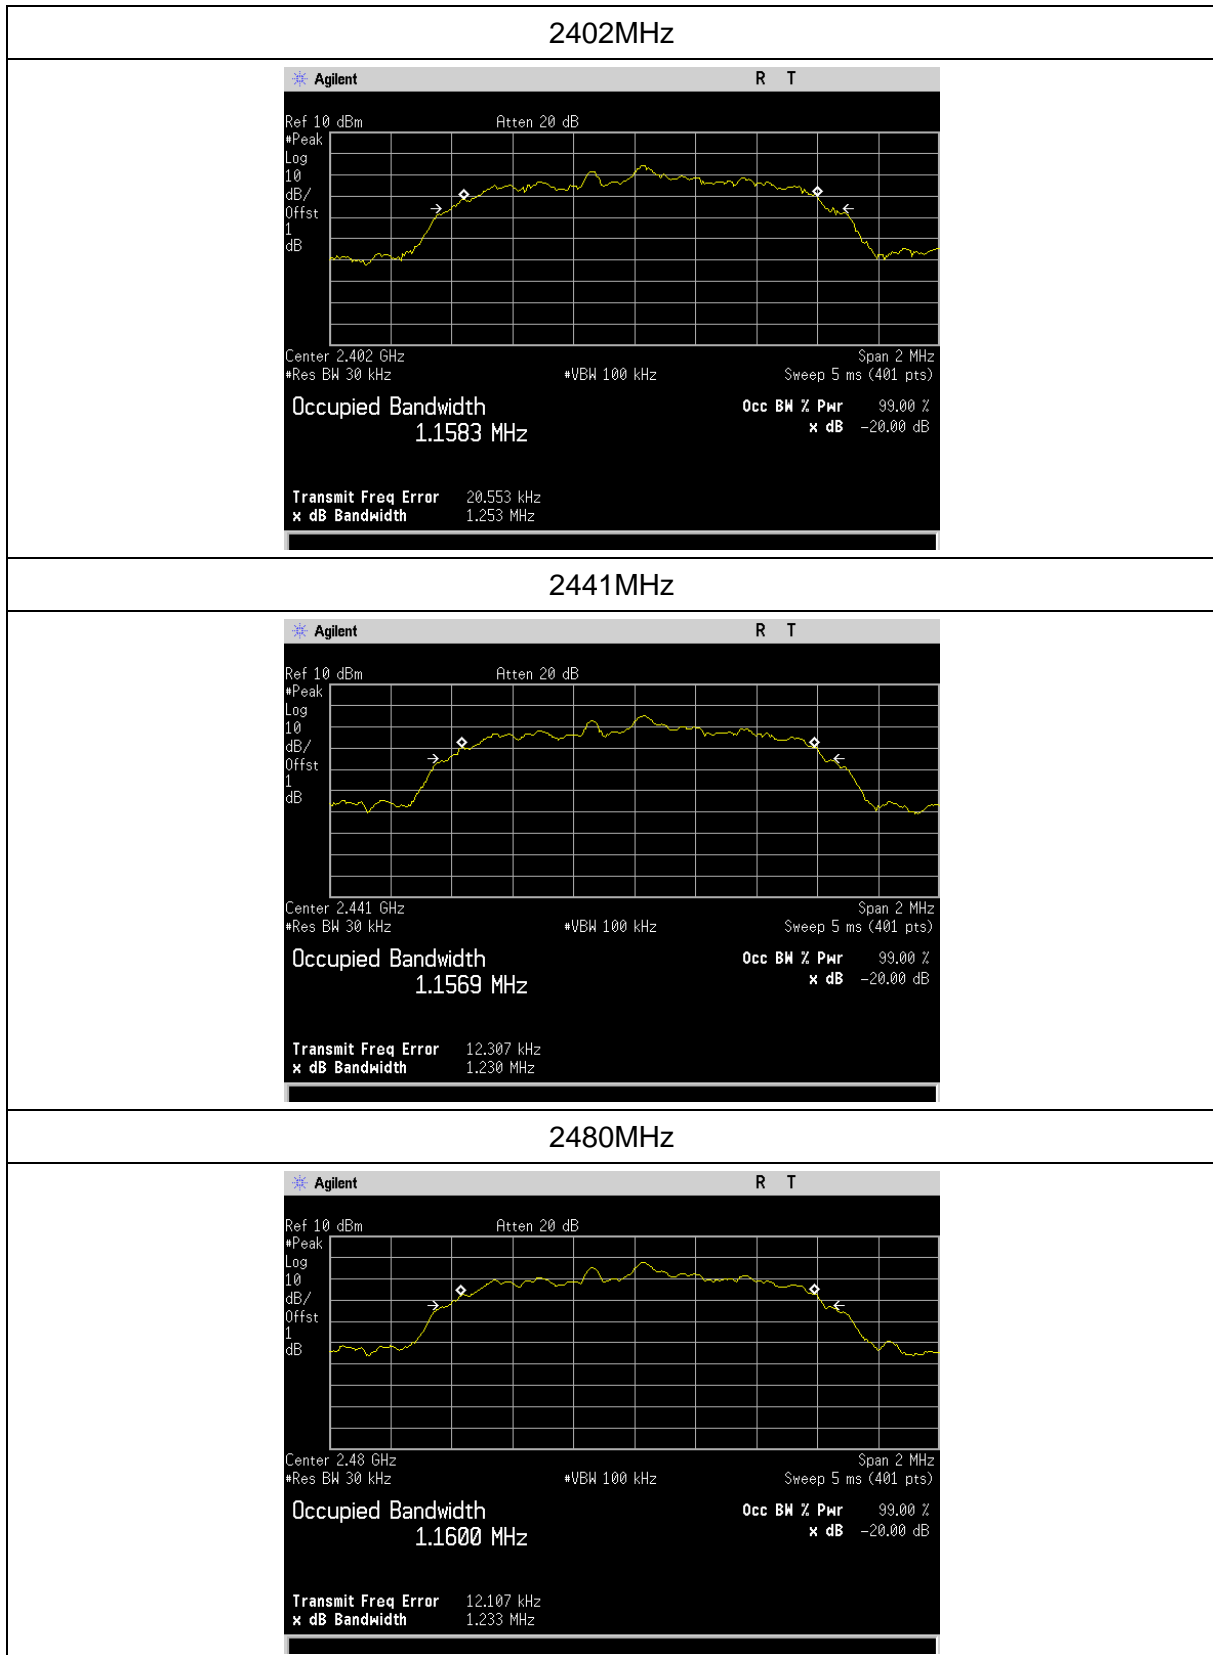 2402MHz
Agilent R T
Ref 10 dBm Atten 20 dB
#Peak
Log
10
dB/
Offst
1
dB
Center 2.402 GHz Span 2 MHz
#Res BW 30 kHz #VBW 100 kHz Sweep 5 ms (401 pts)
Occupied Bandwidth Occ BW % Pwr 99.00 %
1.1583 MHz x dB -20.00 dB
Transmit Freq Error 20.553 kHz
x dB Bandwidth 1.253 MHz
2441MHz
Agilent R T
Ref 10 dBm Atten 20 dB
#Peak
Log
10
dB/
Offst
1
dB
Center 2.441 GHz Span 2 MHz
#Res BW 30 kHz #VBW 100 kHz Sweep 5 ms (401 pts)
Occupied Bandwidth Occ BW % Pwr 99.00 %
1.1569 MHz x dB -20.00 dB
Transmit Freq Error 12.307 kHz
x dB Bandwidth 1.230 MHz
2480MHz
Agilent R T
Ref 10 dBm Atten 20 dB
#Peak
Log
10
dB/
Offst
1
dB
Center 2.48 GHz Span 2 MHz
#Res BW 30 kHz #VBW 100 kHz Sweep 5 ms (401 pts)
Occupied Bandwidth Occ BW % Pwr 99.00 %
1.1600 MHz x dB -20.00 dB
Transmit Freq Error 12.107 kHz
x dB Bandwidth 1.233 MHz